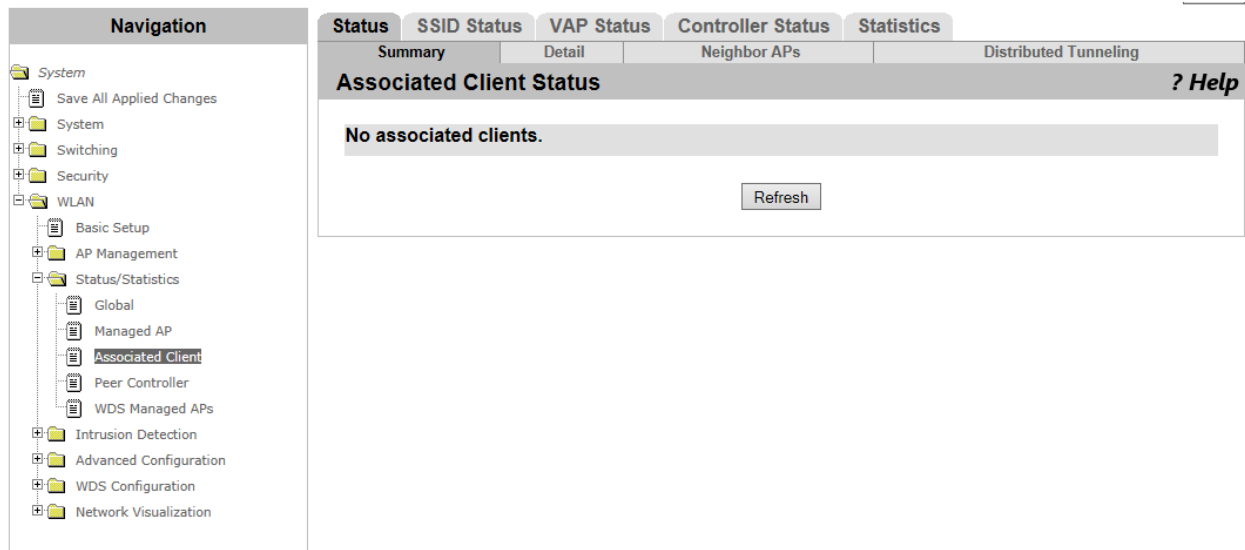 Navigation
System
Save All Applied Changes
System
Switching
Security
WLAN
Basic Setup
AP Management
Status/Statistics
Global
Managed AP
Associated Client
Peer Controller
WDS Managed APs
Intrusion Detection
Advanced Configuration
WDS Configuration
Network Visualization
Status SSID Status VAP Status Controller Status Statistics
Summary Detail Neighbor APs Distributed Tunneling
Associated Client Status ? Help
No associated clients.
Refresh